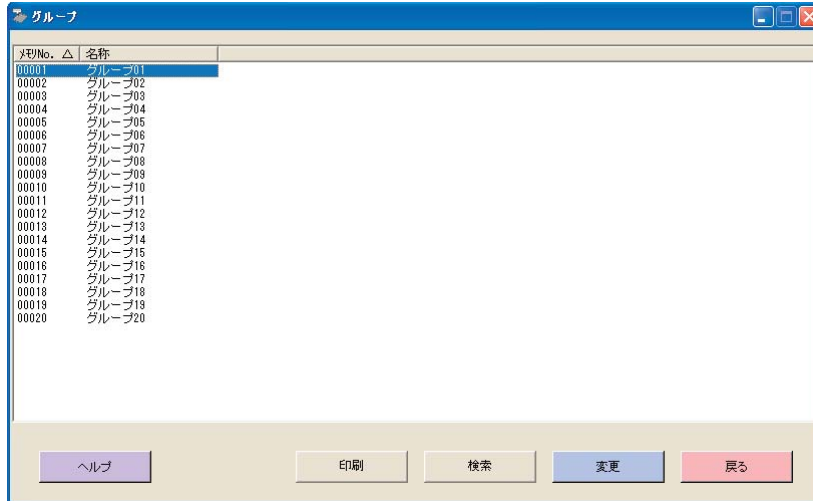 グループ
ﾒﾓﾘNo. △ 名称
00001 グループ01
00002 グループ02
00003 グループ03
00004 グループ04
00005 グループ05
00006 グループ06
00007 グループ07
00008 グループ08
00009 グループ09
00010 グループ10
00011 グループ11
00012 グループ12
00013 グループ13
00014 グループ14
00015 グループ15
00016 グループ16
00017 グループ17
00018 グループ18
00019 グループ19
00020 グループ20
ヘルプ 印刷 検索 変更 戻る